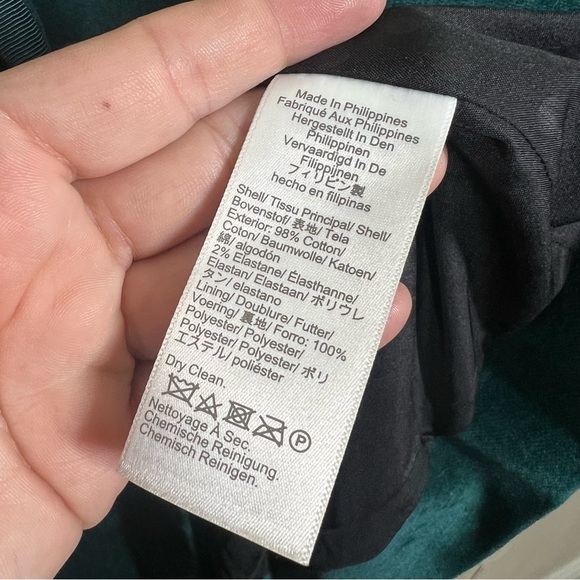 Made In Philippines
Fabriqué Aux Philippines
Hergestellt In Den
Philippinen
Vervaardigd In De
Filippijnen
フィリピン製
hecho en filipinas
Shell/ Tissu Principal/ Shell/
Bovenstof/ 表地/ Tela
Exterior: 98% Cotton/
Coton/ Baumwolle/ Katoen/
綿/ algodón
2% Elastane/ Élasthanne/
Elastan/ Elastaan/ ポリウレ
タン/ elastano
Lining/ Doublure/ Futter/
Voering/ 裏地/ Forro: 100%
Polyester/ Polyester/
Polyester/ Polyester/ ポリ
エステル/ poliéster
Dry Clean.
P
Nettoyage À Sec.
Chemische Reinigung.
Chemisch Reinigen.